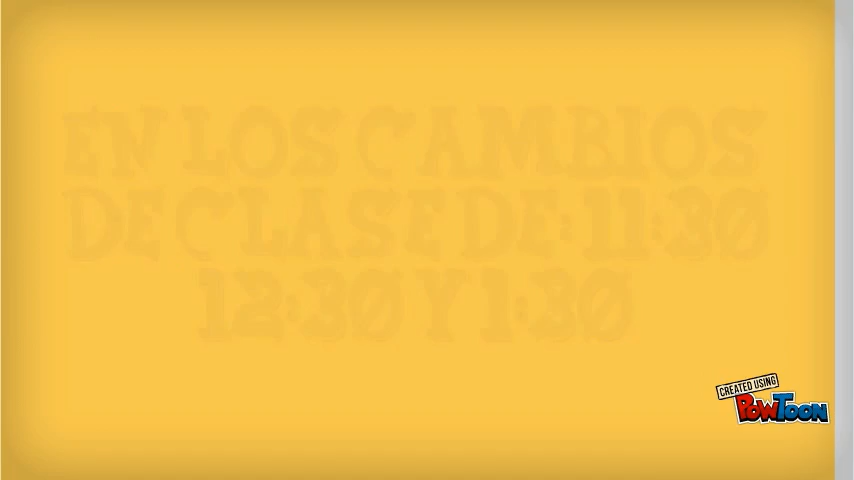 EN LOS CAMBIOS
DE CLASE DE: 11:30
12:30 Y 1:30
CREATED USING
POWTOON